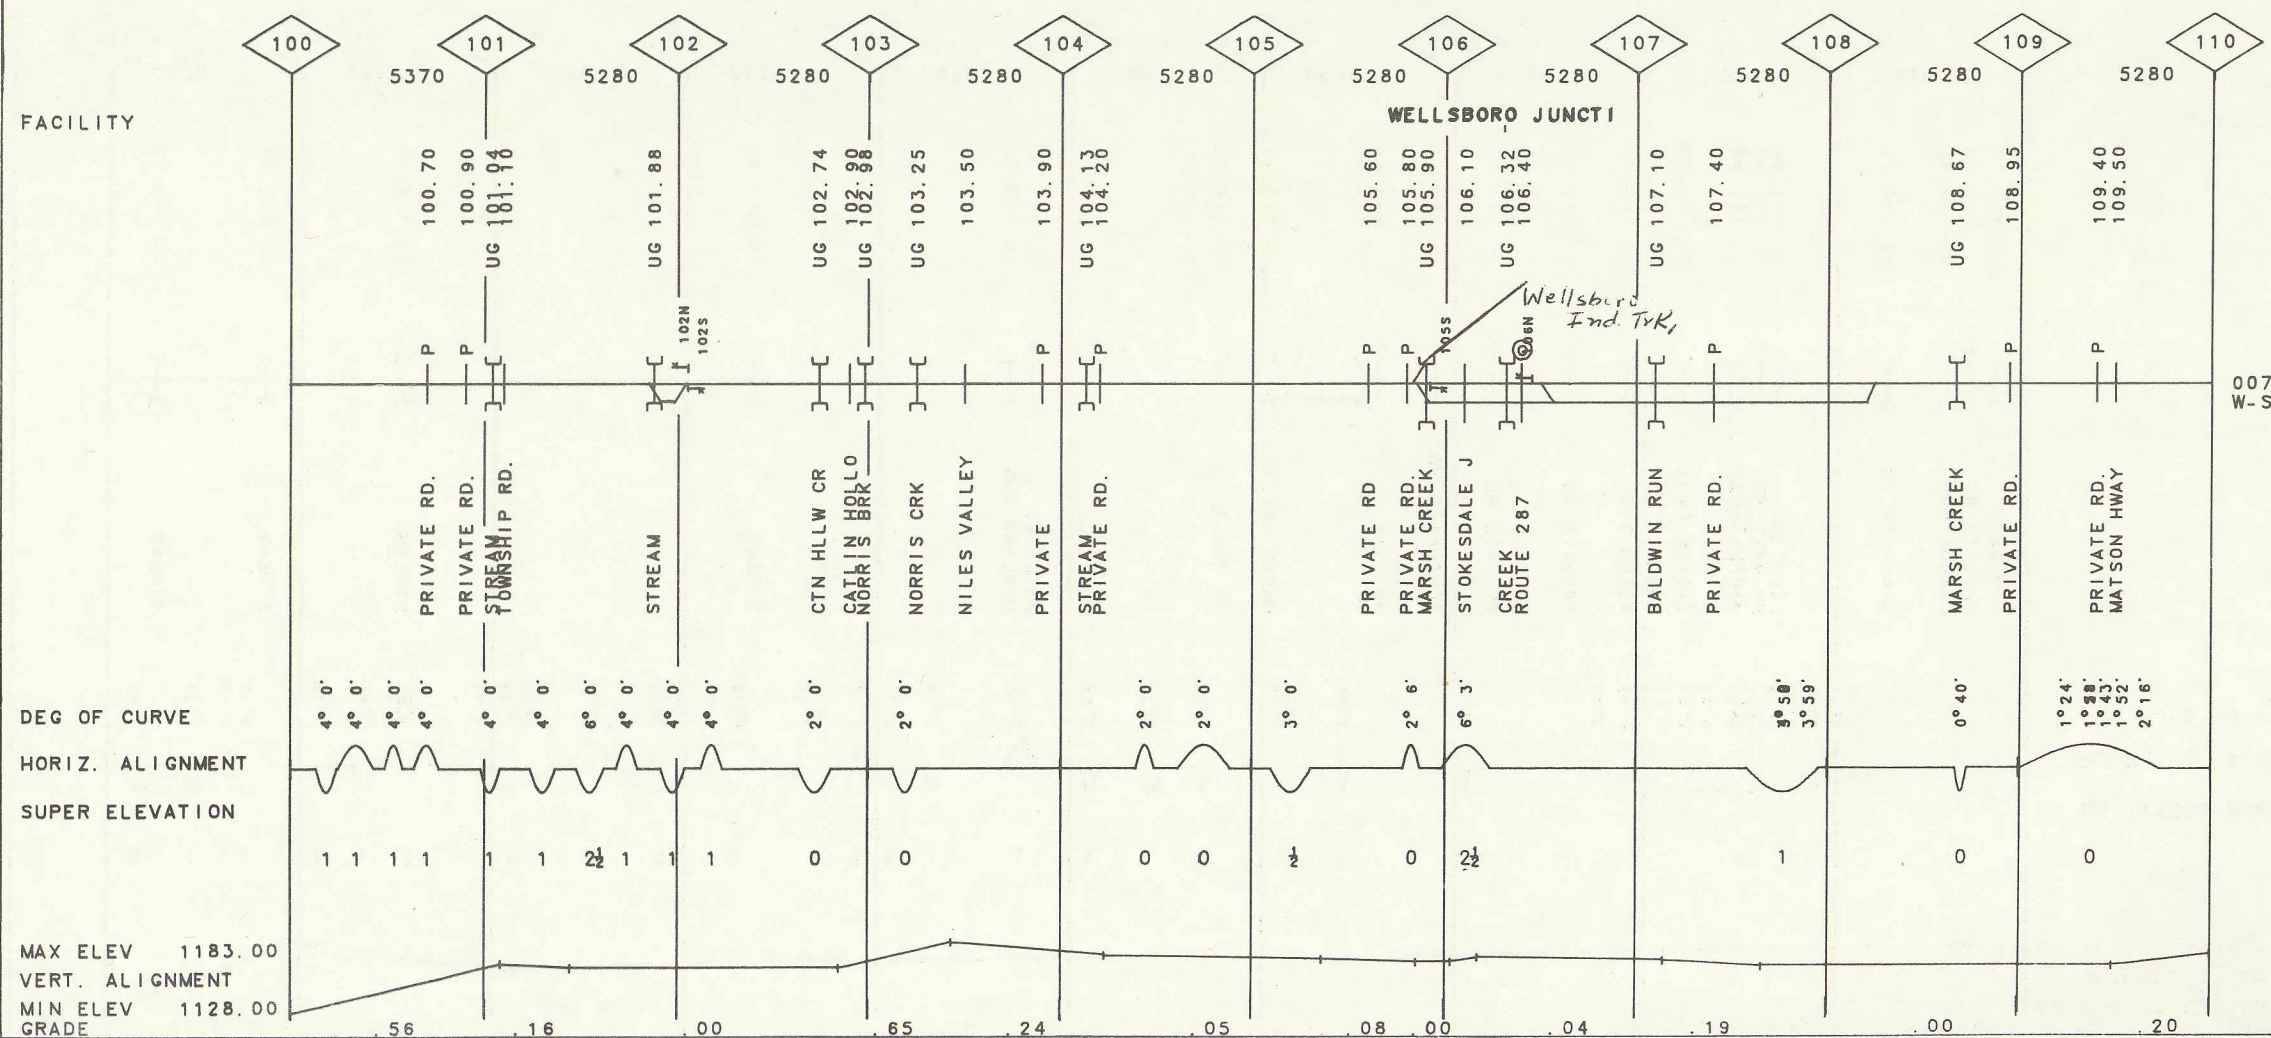 100 101 102 103 104 105 106 107 108 109 110
5370 5280 5280 5280 5280 5280 5280 5280 5280 5280
WELLSBORO JUNCTI
FACILITY
100.70
100.90
UG 101.04
101.10
UG 101.88
UG 102.74
102.90
UG 102.98
UG 103.25
103.50
103.90
UG 104.13
104.20
105.60
105.80
UG 105.90
106.10
UG 106.32
106.40
UG 107.10
107.40
UG 108.67
108.95
109.40
109.50
Wellsboro
Ind. Trk,
102N
102S
105S
P P P P P P P P P
007
W-S
PRIVATE RD.
PRIVATE RD.
STREAM
TOWNSHIP RD.
STREAM
CTN HLLW CR
CATLIN HOLLO
NORRIS BRK
NORRIS CRK
NILES VALLEY
PRIVATE
STREAM
PRIVATE RD.
PRIVATE RD
PRIVATE RD.
MARSH CREEK
STOKESDALE J
CREEK
ROUTE 287
BALDWIN RUN
PRIVATE RD.
MARSH CREEK
PRIVATE RD.
PRIVATE RD.
MATSON HWAY
DEG OF CURVE
4° 0' 4° 0' 4° 0' 4° 0' 4° 0' 4° 0' 6° 0' 4° 0' 4° 0' 4° 0' 2° 0' 2° 0' 2° 0' 2° 0' 3° 0' 2° 6' 6° 3' 3°59' 0°40' 1°24' 1°43' 1°52' 2°16'
HORIZ. ALIGNMENT
SUPER ELEVATION
1 1 1 1 1 1 2½ 1 1 1 0 0 0 0 ½ 0 2½ 1 0 0
MAX ELEV 1183.00
VERT. ALIGNMENT
MIN ELEV 1128.00
GRADE .56 .16 .00 .65 .24 .05 .08 .00 .04 .19 .00 .20